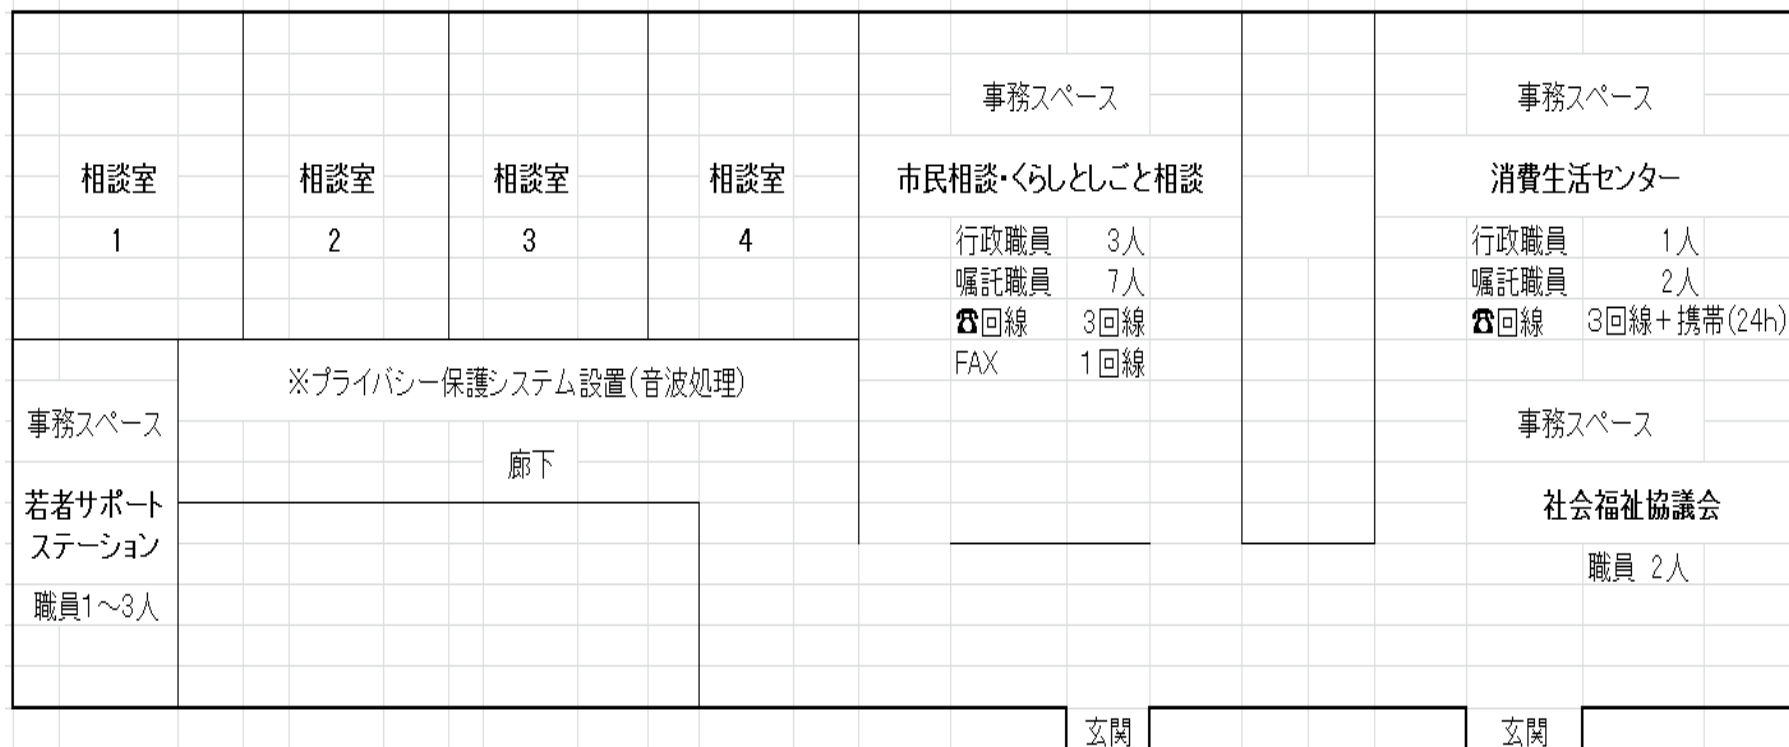 事務スペース
事務スペース
相談室
相談室
相談室
相談室
市民相談・くらしとしごと相談
消費生活センター
1
2
3
4
行政職員 3人
行政職員 1人
嘱託職員 7人
嘱託職員 2人
☎回線 3回線
☎回線 3回線+携帯(24h)
FAX 1回線
※プライバシー保護システム設置(音波処理)
事務スペース
事務スペース
廊下
若者サポート
ステーション
社会福祉協議会
職員 2人
職員1~3人
玄関
玄関